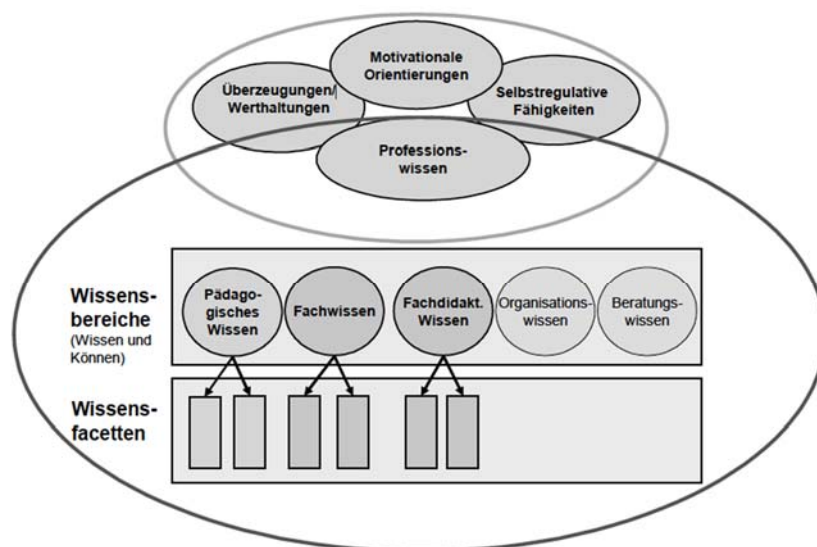 Motivationale
Orientierungen
Überzeugungen/
Werthaltungen
Selbstregulative
Fähigkeiten
Professions-
wissen
Wissens-
bereiche
(Wissen und
Können)
Pädago-
gisches
Wissen
Fachwissen
Fachdidakt.
Wissen
Organisations-
wissen
Beratungs-
wissen
Wissens-
facetten